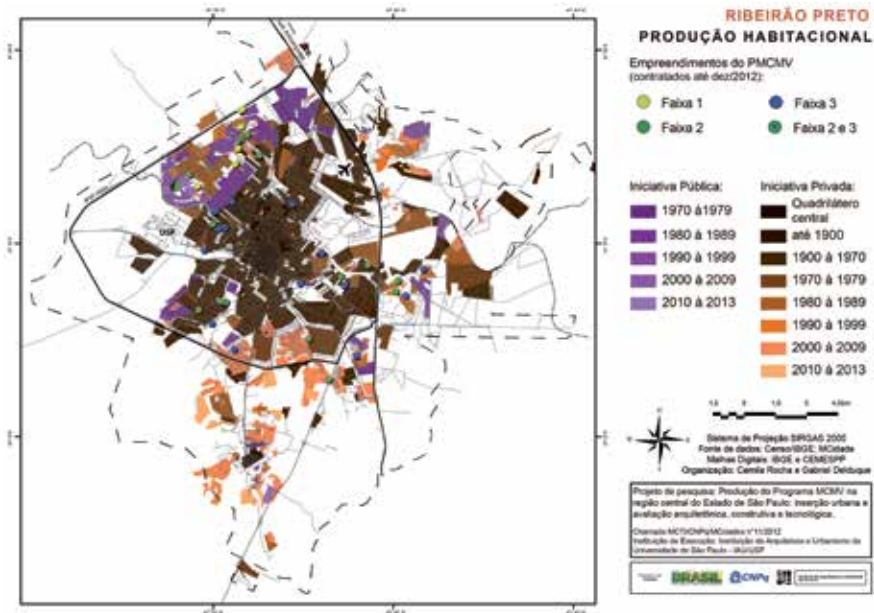 RIBEIRÃO PRETO
PRODUÇÃO HABITACIONAL
Empreendimentos do PMCMV
(contratados até dez/2012):
Faixa 1
Faixa 3
Faixa 2
Faixa 2 e 3
Iniciativa Pública:
1970 à1979
1980 à 1989
1990 à 1999
2000 à 2009
2010 à 2013
Iniciativa Privada:
Quadrilátero
central
até 1900
1900 à 1970
1970 à 1979
1980 à 1989
1990 à 1999
2000 à 2009
2010 à 2013
USP
Sistema de Projeção SIRGAS 2000
Fonte de dados: Censo/IBGE; MCidade
Malhas Digitais: IBGE e CEMESPP
Organização: Camila Rocha e Gabriel Delduque
Projeto de pesquisa: Produção do Programa MCMV na
região central do Estado de São Paulo: inserção urbana e
avaliação arquitetônica, construtiva e tecnológica.
Chamada MCTI/CNPq/MCidades n°11/2012
Instituição de Execução: Instituição de Arquitetura e Urbanismo da
Universidade de São Paulo - IAU/USP
BRASIL
CNPq